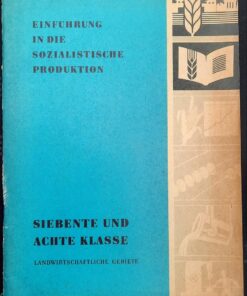 EINFÜHRUNG
IN DIE
SOZIALISTISCHE
PRODUKTION
SIEBENTE UND
ACHTE KLASSE
LANDWIRTSCHAFTLICHE GEBIETE